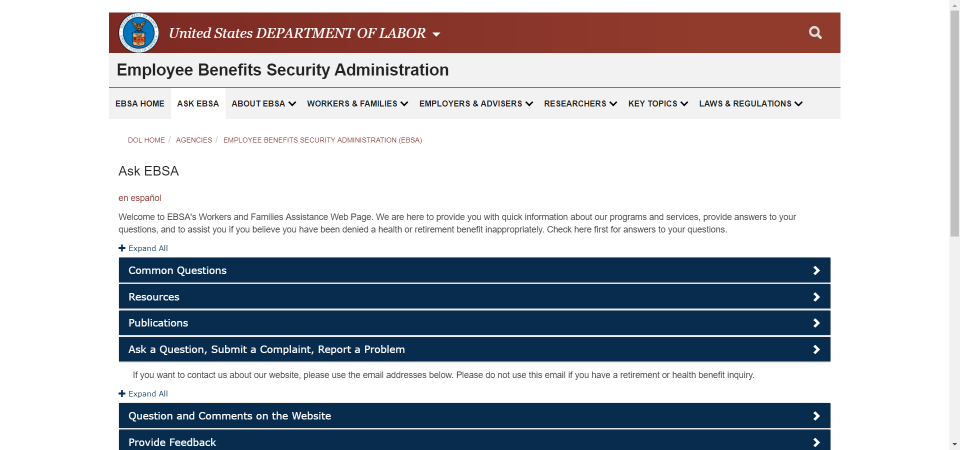 United States DEPARTMENT OF LABOR
Employee Benefits Security Administration
EBSA HOME ASK EBSA ABOUT EBSA WORKERS & FAMILIES EMPLOYERS & ADVISERS RESEARCHERS KEY TOPICS LAWS & REGULATIONS
DOL HOME / AGENCIES / EMPLOYEE BENEFITS SECURITY ADMINISTRATION (EBSA)
Ask EBSA
en español
Welcome to EBSA's Workers and Families Assistance Web Page. We are here to provide you with quick information about our programs and services, provide answers to your
questions, and to assist you if you believe you have been denied a health or retirement benefit inappropriately. Check here first for answers to your questions.
Expand All
Common Questions
Resources
Publications
Ask a Question, Submit a Complaint, Report a Problem
If you want to contact us about our website, please use the email addresses below. Please do not use this email if you have a retirement or health benefit inquiry.
Expand All
Question and Comments on the Website
Provide Feedback